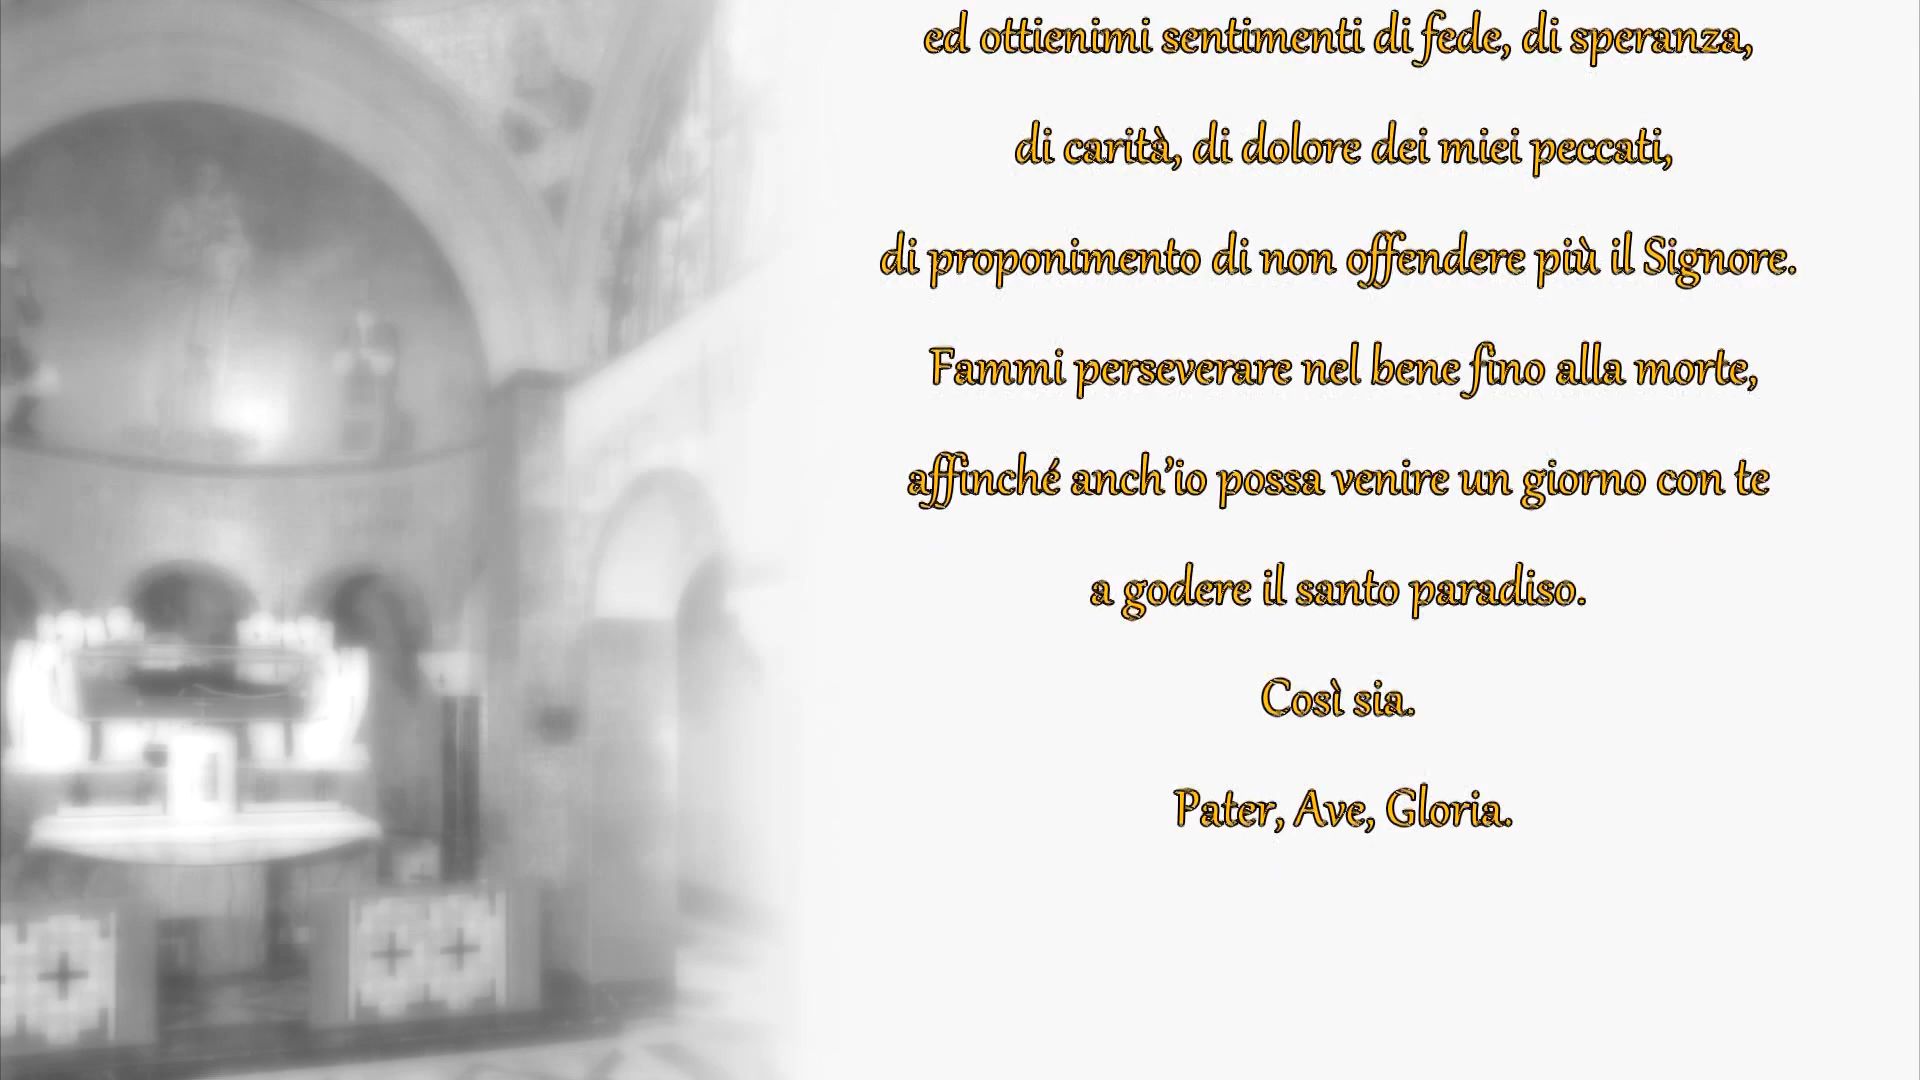 ed ottienimi sentimenti di fede, di speranza,
di carità, di dolore dei miei peccati,
di proponimento di non offendere più il Signore.
Fammi perseverare nel bene fino alla morte,
affinché anch’io possa venire un giorno con te
a godere il santo paradiso.
Così sia.
Pater, Ave, Gloria.